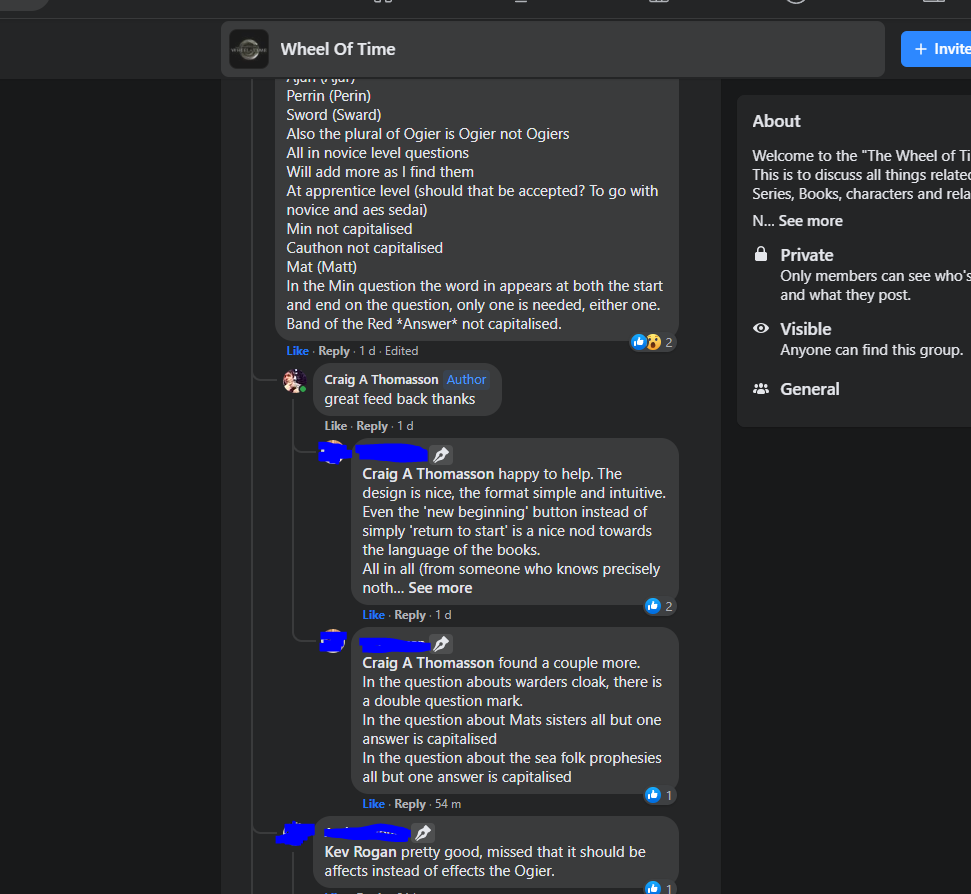 Wheel Of Time
+ Invite
Perrin (Perin)
Sword (Sward)
Also the plural of Ogier is Ogier not Ogiers
All in novice level questions
Will add more as I find them
At apprentice level (should that be accepted? To go with
novice and aes sedai)
Min not capitalised
Cauthon not capitalised
Mat (Matt)
In the Min question the word in appears at both the start
and end on the question, only one is needed, either one.
Band of the Red *Answer* not capitalised.
2
Like · Reply · 1 d · Edited
Craig A Thomasson Author
great feed back thanks
Like · Reply · 1 d
Craig A Thomasson happy to help. The
design is nice, the format simple and intuitive.
Even the 'new beginning' button instead of
simply 'return to start' is a nice nod towards
the language of the books.
All in all (from someone who knows precisely
noth... See more
2
Like · Reply · 1 d
Craig A Thomasson found a couple more.
In the question abouts warders cloak, there is
a double question mark.
In the question about Mats sisters all but one
answer is capitalised
In the question about the sea folk prophesies
all but one answer is capitalised
1
Like · Reply · 54 m
Kev Rogan pretty good, missed that it should be
affects instead of effects the Ogier.
1
About
Welcome to the "The Wheel of Ti
This is to discuss all things relate
Series, Books, characters and rela
N... See more
Private
Only members can see who's
and what they post.
Visible
Anyone can find this group.
General